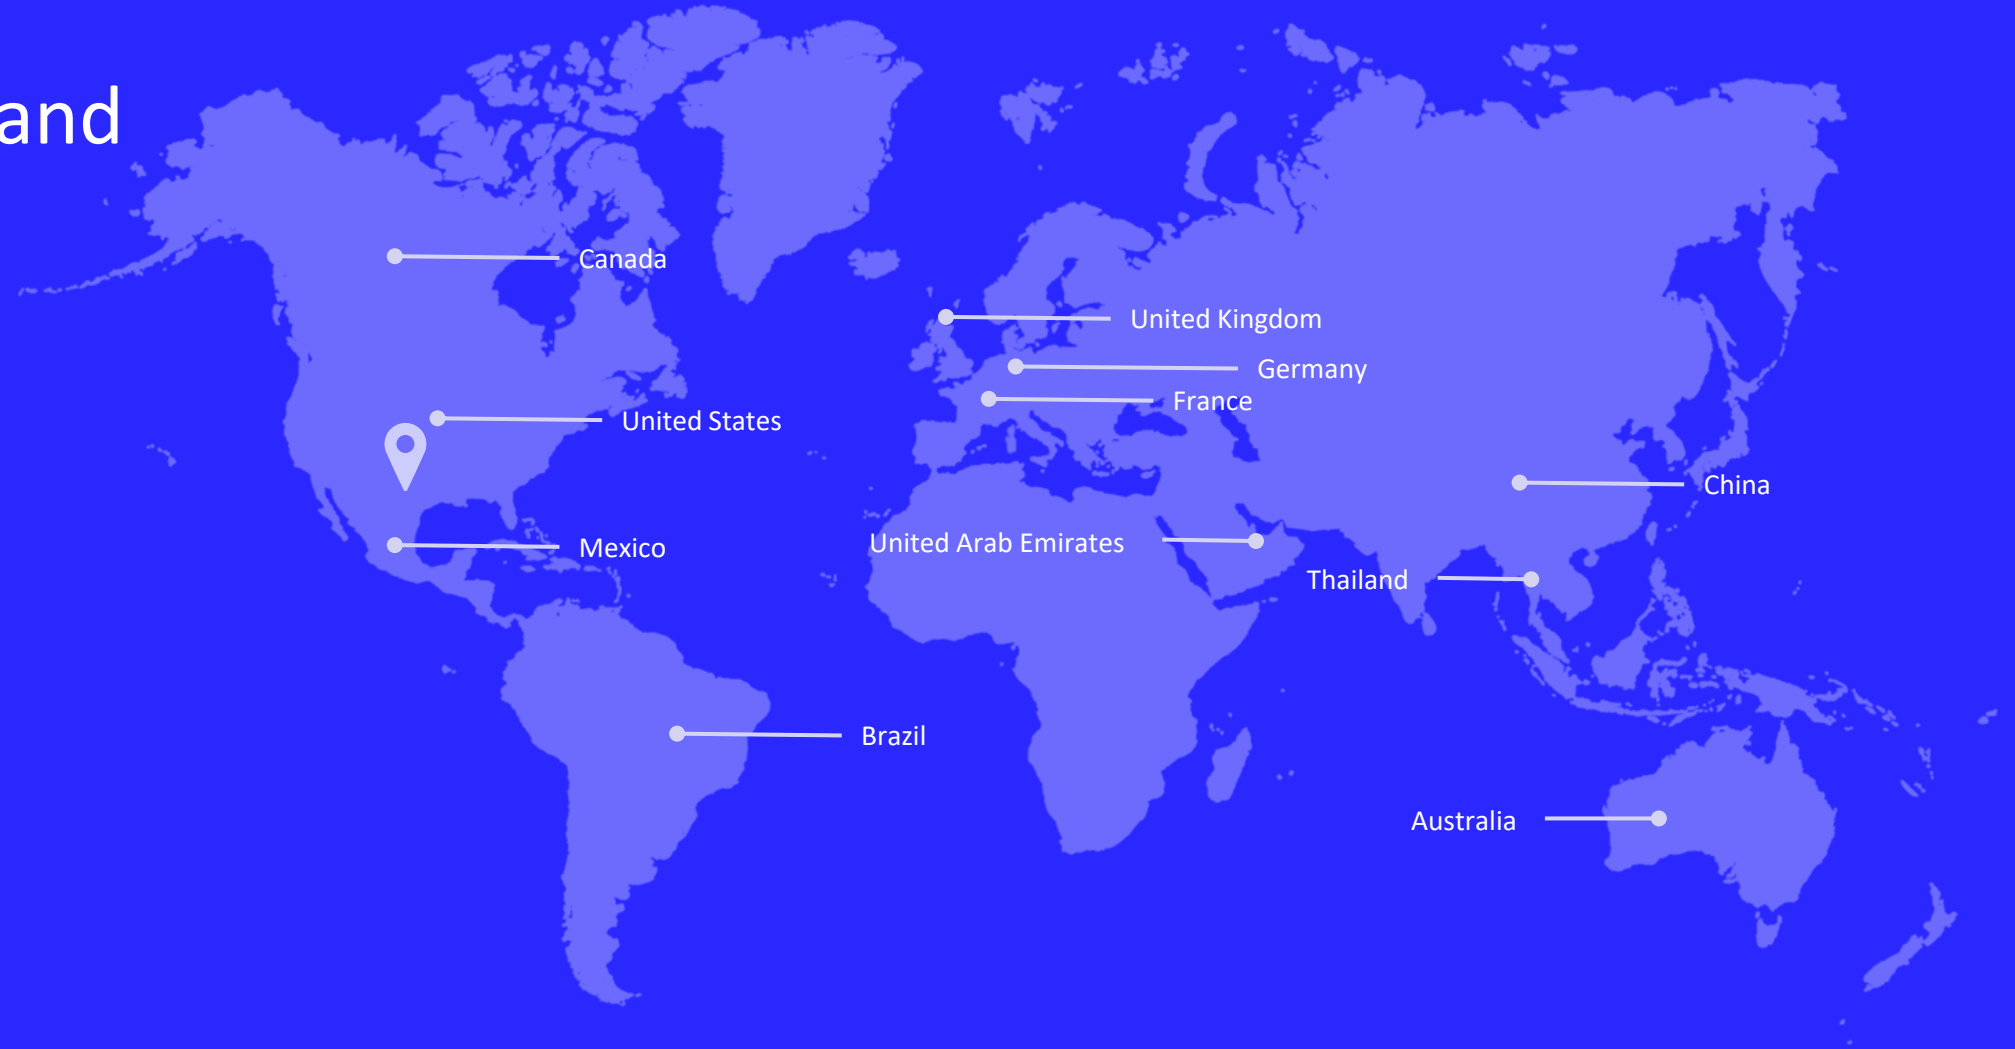 and
Canada
United Kingdom
Germany
France
United States
China
United Arab Emirates
Mexico
Thailand
Brazil
Australia